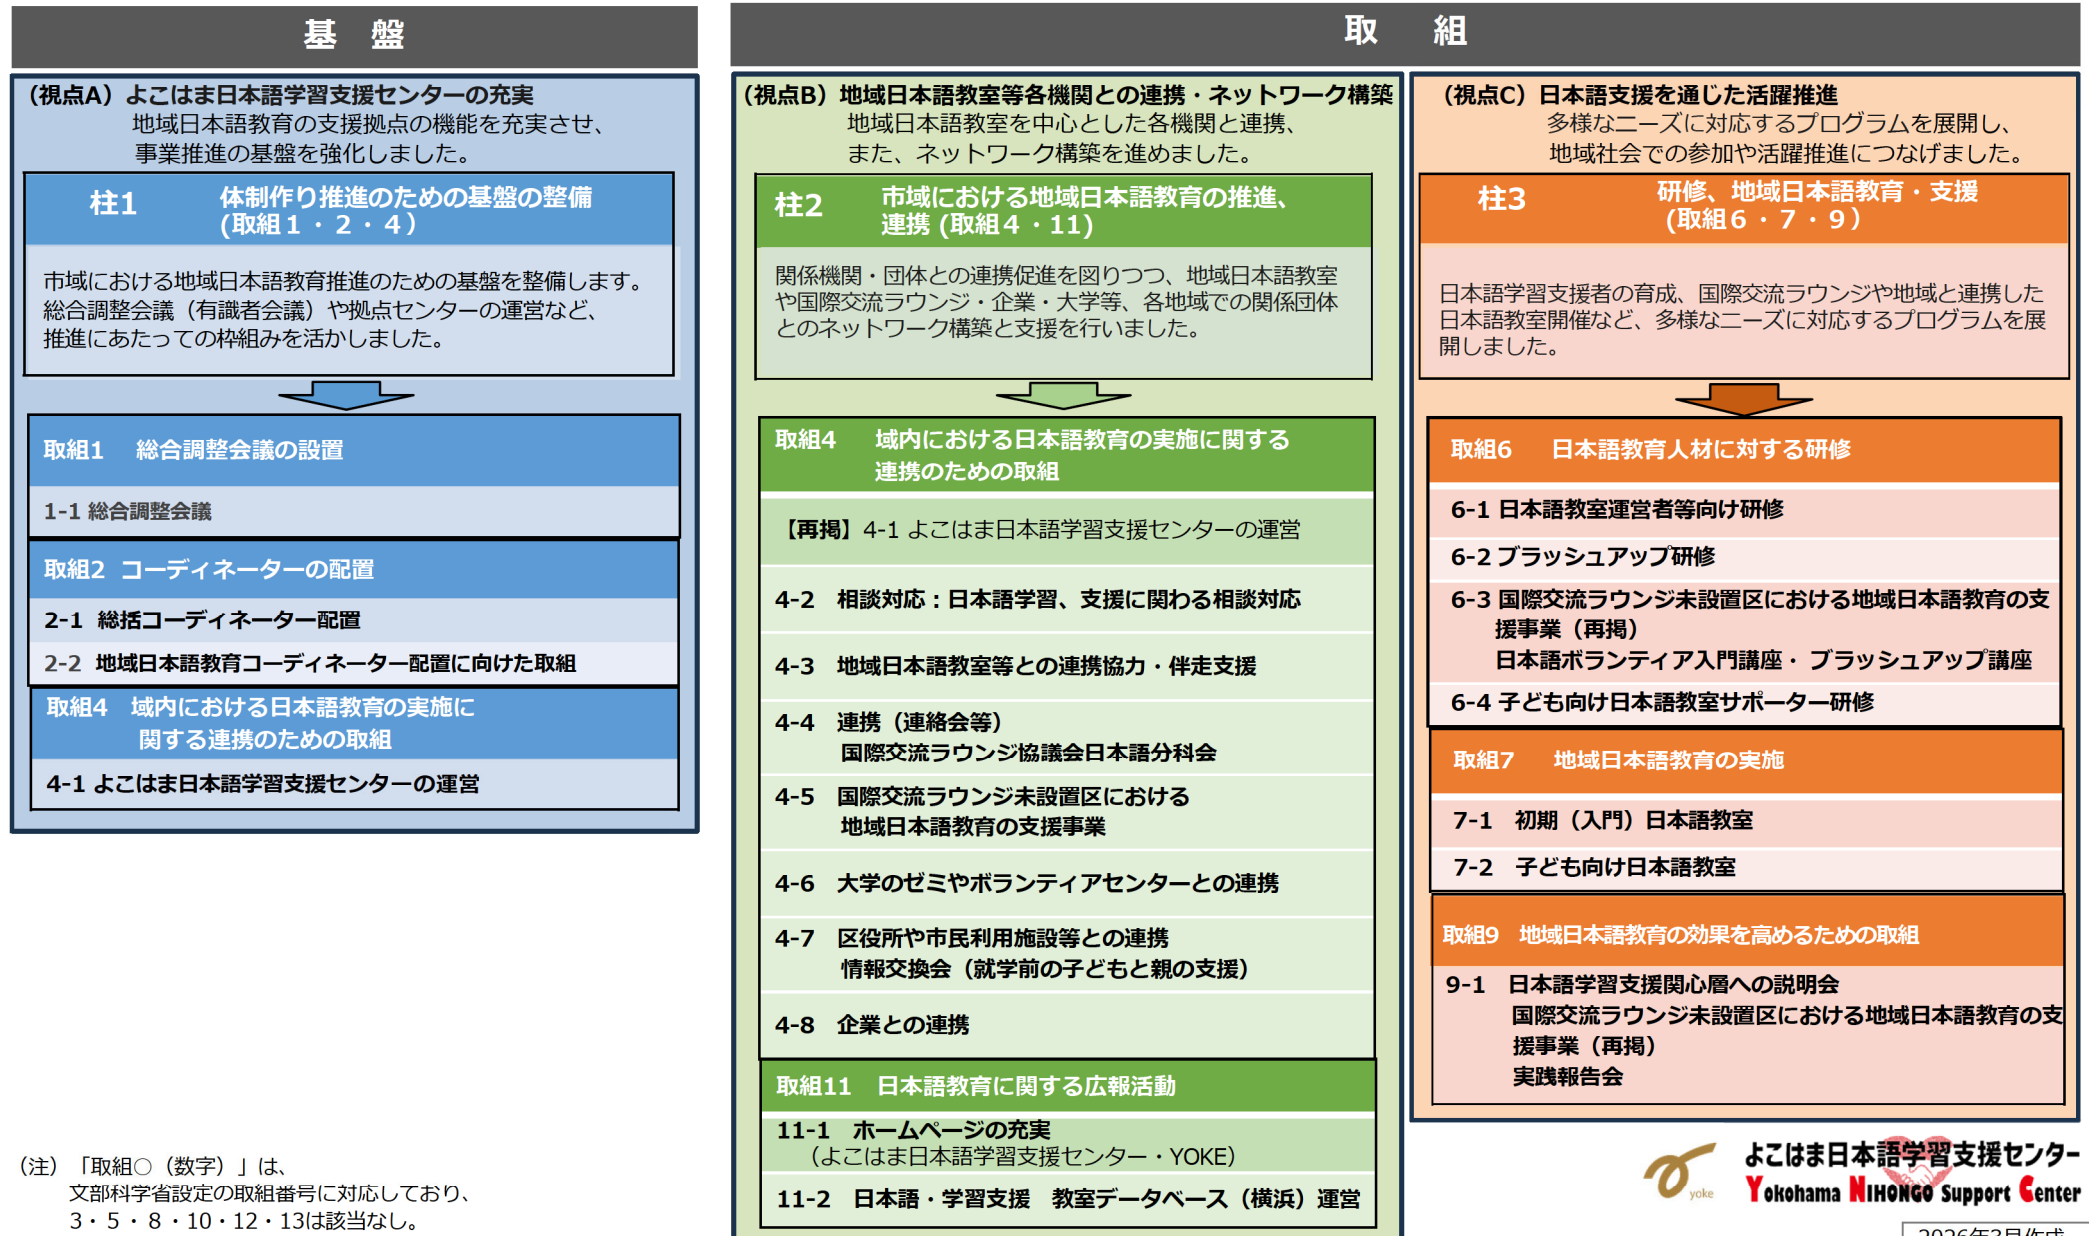 基 盤
(視点A) よこはま日本語学習支援センターの充実
地域日本語教育の支援拠点の機能を充実させ、
事業推進の基盤を強化しました。
柱1 体制作り推進のための基盤の整備
(取組1・2・4)
市域における地域日本語教育推進のための基盤を整備します。
総合調整会議（有識者会議）や拠点センターの運営など、
推進にあたっての枠組みを活かしました。
取組1 総合調整会議の設置
1-1 総合調整会議
取組2 コーディネーターの配置
2-1 総括コーディネーター配置
2-2 地域日本語教育コーディネーター配置に向けた取組
取組4 域内における日本語教育の実施に
関する連携のための取組
4-1 よこはま日本語学習支援センターの運営
(注) 「取組○（数字）」は、
文部科学省設定の取組番号に対応しており、
3・5・8・10・12・13は該当なし。
取 組
(視点B) 地域日本語教室等各機関との連携・ネットワーク構築
地域日本語教室を中心とした各機関と連携、
また、ネットワーク構築を進めました。
柱2 市域における地域日本語教育の推進、
連携 (取組4・11)
関係機関・団体との連携促進を図りつつ、地域日本語教室
や国際交流ラウンジ・企業・大学等、各地域での関係団体
とのネットワーク構築と支援を行いました。
取組4 域内における日本語教育の実施に関する
連携のための取組
【再掲】4-1 よこはま日本語学習支援センターの運営
4-2 相談対応：日本語学習、支援に関わる相談対応
4-3 地域日本語教室等との連携協力・伴走支援
4-4 連携（連絡会等）
国際交流ラウンジ協議会日本語分科会
4-5 国際交流ラウンジ未設置区における
地域日本語教育の支援事業
4-6 大学のゼミやボランティアセンターとの連携
4-7 区役所や市民利用施設等との連携
情報交換会（就学前の子どもと親の支援）
4-8 企業との連携
取組11 日本語教育に関する広報活動
11-1 ホームページの充実
（よこはま日本語学習支援センター・YOKE）
11-2 日本語・学習支援 教室データベース（横浜）運営
(視点C) 日本語支援を通じた活躍推進
多様なニーズに対応するプログラムを展開し、
地域社会での参加や活躍推進につなげました。
柱3 研修、地域日本語教育・支援
(取組6・7・9)
日本語学習支援者の育成、国際交流ラウンジや地域と連携した
日本語教室開催など、多様なニーズに対応するプログラムを展
開しました。
取組6 日本語教育人材に対する研修
6-1 日本語教室運営者等向け研修
6-2 ブラッシュアップ研修
6-3 国際交流ラウンジ未設置区における地域日本語教育の支
援事業（再掲）
日本語ボランティア入門講座・ブラッシュアップ講座
6-4 子ども向け日本語教室サポーター研修
取組7 地域日本語教育の実施
7-1 初期（入門）日本語教室
7-2 子ども向け日本語教室
取組9 地域日本語教育の効果を高めるための取組
9-1 日本語学習支援関心層への説明会
国際交流ラウンジ未設置区における地域日本語教育の支
援事業（再掲）
実践報告会
yoke
よこはま日本語学習支援センター
Yokohama NIHONGO Support Center
2026年3月作成